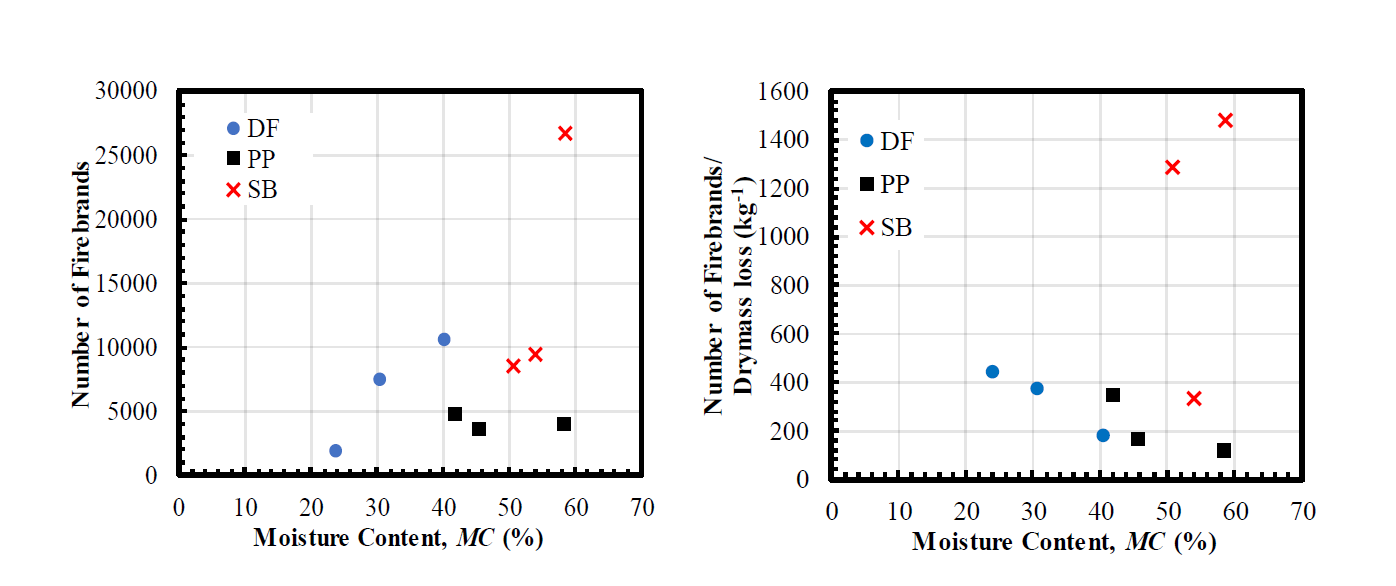 30000
25000
20000
15000
10000
5000
0
Number of Firebrands
DF
PP
SB
0 10 20 30 40 50 60 70
Moisture Content, MC (%)
1600
1400
1200
1000
800
600
400
200
0
Number of Firebrands/
Drymass loss (kg⁻¹)
DF
PP
SB
0 10 20 30 40 50 60 70
Moisture Content, MC (%)